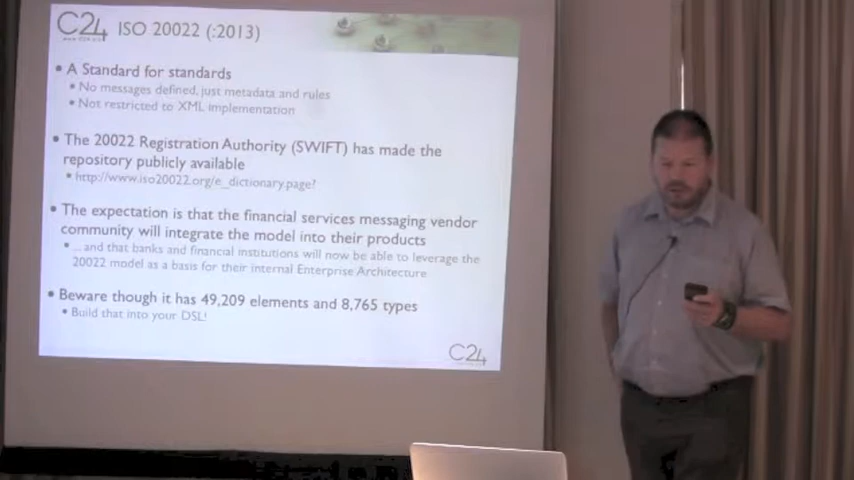 C24 ISO 20022 (:2013)
• A Standard for standards
• No messages defined, just metadata and rules
• Not restricted to XML implementation
• The 20022 Registration Authority (SWIFT) has made the
repository publicly available
• http://www.iso20022.org/e_dictionary.page?
• The expectation is that the financial services messaging vendor
community will integrate the model into their products
• ...and that banks and financial institutions will now be able to leverage the
20022 model as a basis for their internal Enterprise Architecture
• Beware though it has 49,209 elements and 8,765 types
• Build that into your DSL!
C24